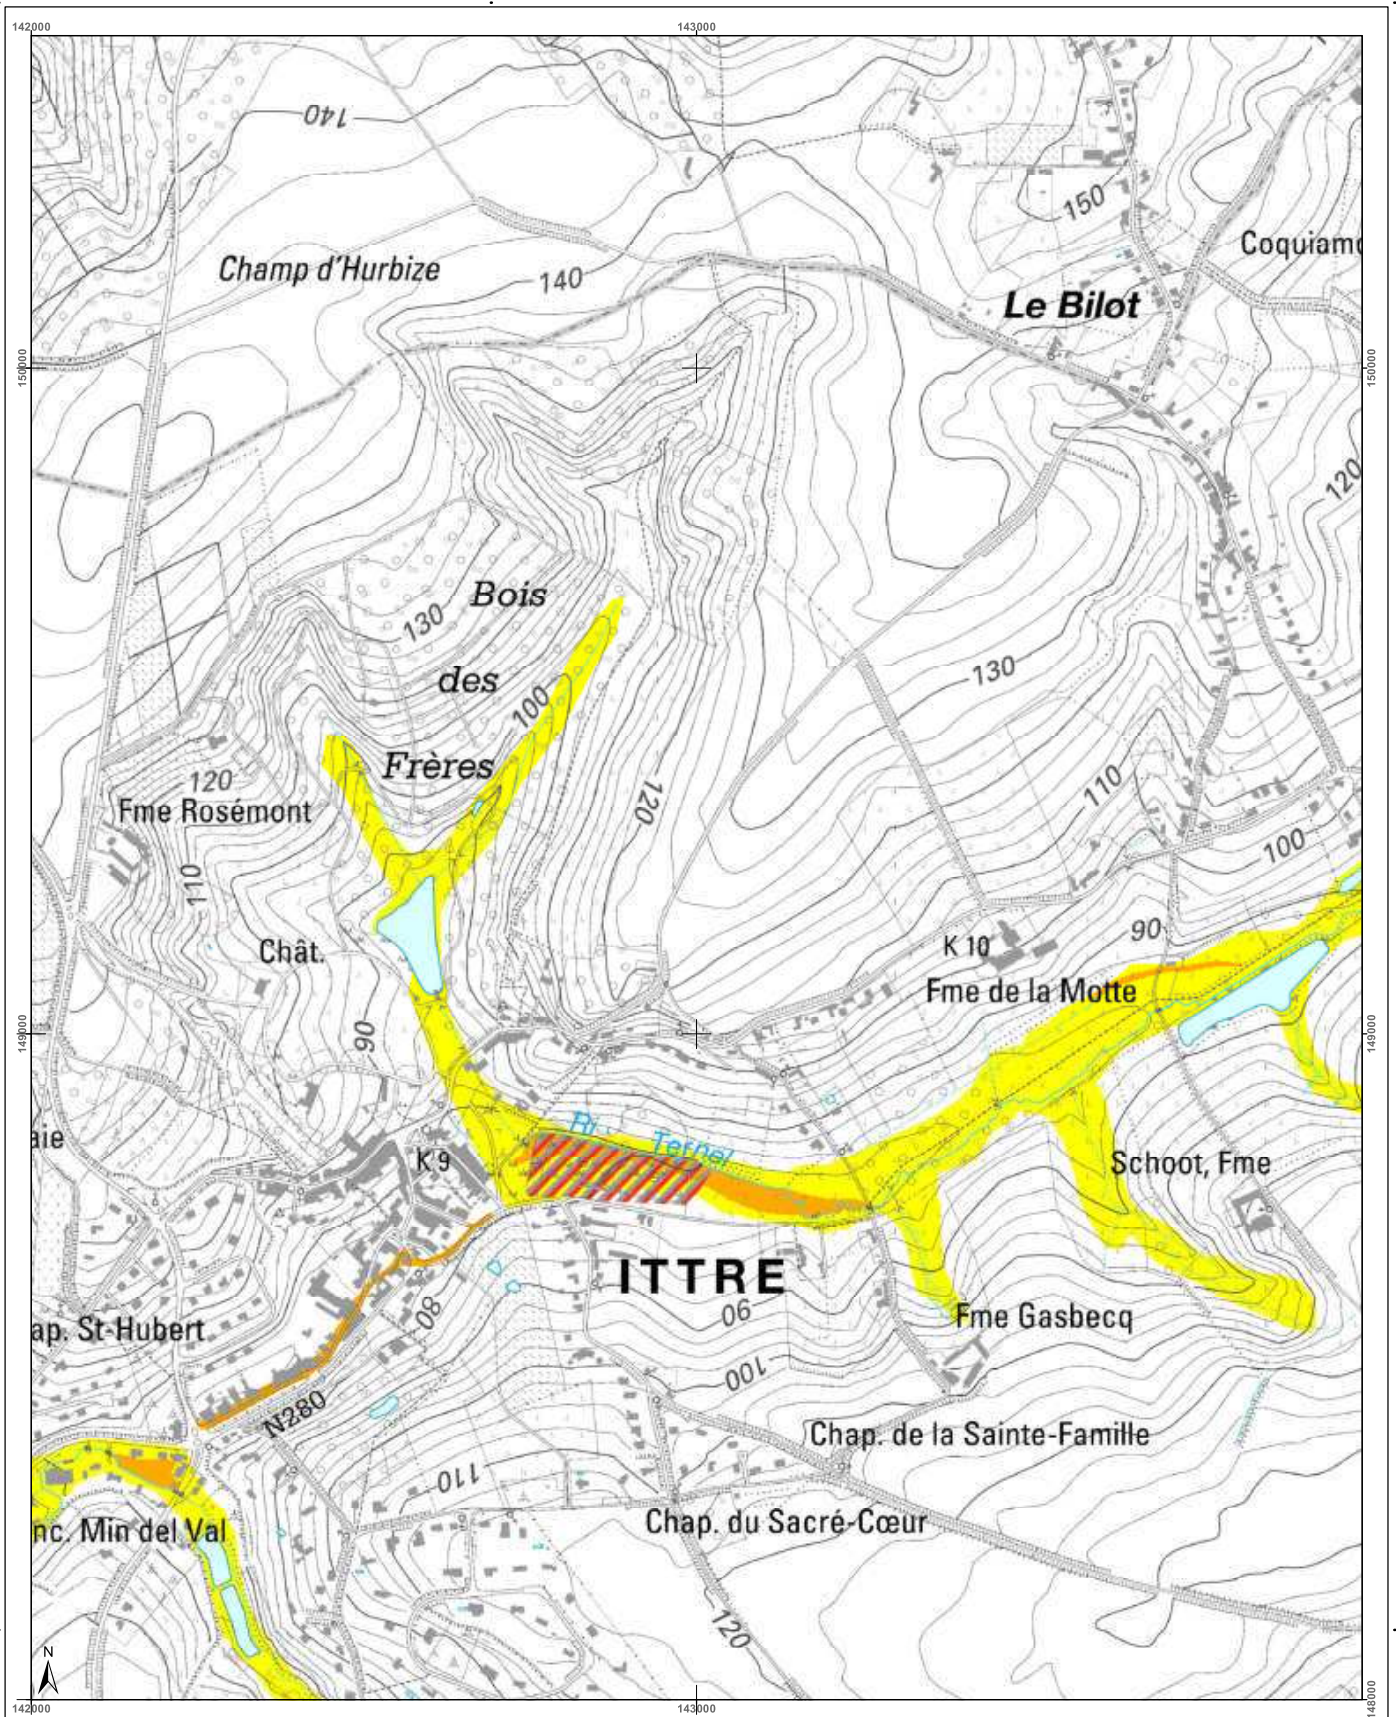 142000
143000
140
150
Coquiam
Champ d'Hurbize
140
Le Bilot
150000
150000
120
Bois
130
130
des
100
Frères
120
120
110
Fme Rosémont
100
110
90
K 10
Chât.
Fme de la Motte
149000
90
149000
Ri Ternel
aie
K 9
Schoot, Fme
ITTRE
90
80
Fme Gasbecq
ap. St-Hubert
100
N280
Chap. de la Sainte-Famille
110
Chap. du Sacré-Cœur
nc. Min del Val
120
N
142000
143000
148000